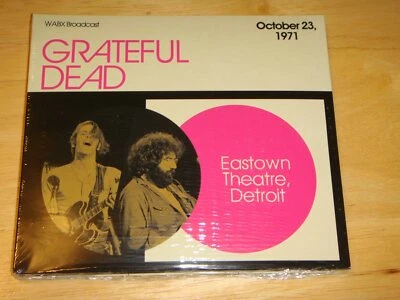 WABX Broadcast
October 23,
1971
GRATEFUL
DEAD
Eastown
Theatre,
Detroit